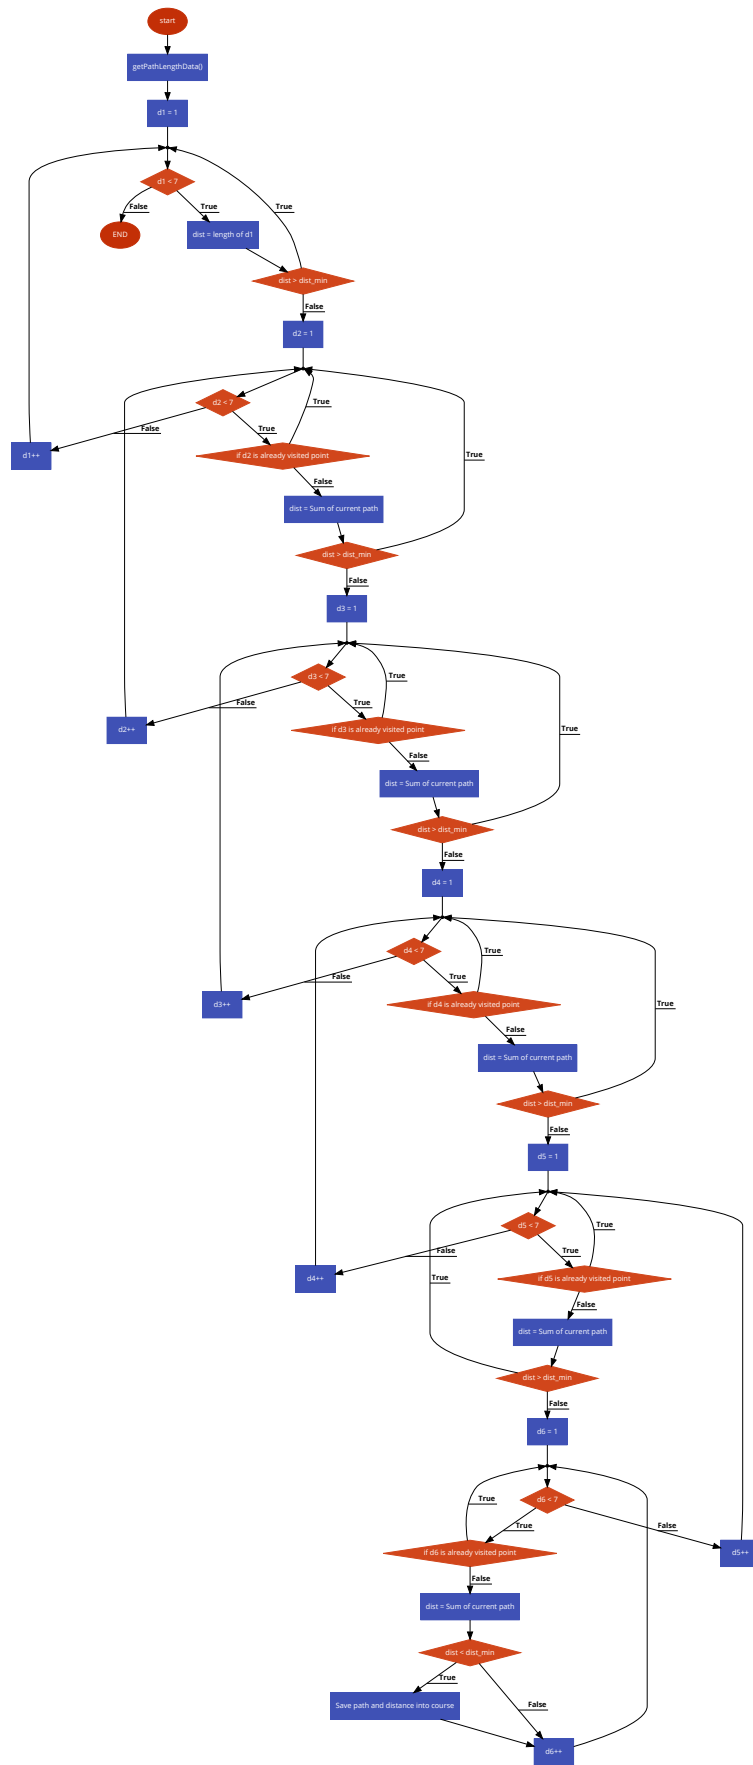 start
getPathLengthData()
d1 = 1
d1 < 7
False
True
True
END
dist = length of d1
dist > dist_min
False
d2 = 1
d2 < 7
True
False
True
True
d1++
if d2 is already visited point
False
dist = Sum of current path
dist > dist_min
False
d3 = 1
d3 < 7
True
False
True
d2++
if d3 is already visited point
True
False
dist = Sum of current path
dist > dist_min
False
d4 = 1
d4 < 7
True
False
True
d3++
if d4 is already visited point
True
False
dist = Sum of current path
dist > dist_min
False
d5 = 1
d5 < 7
True
False
True
d4++
True
if d5 is already visited point
False
dist = Sum of current path
dist > dist_min
False
d6 = 1
d6 < 7
True
True
False
if d6 is already visited point
d5++
False
dist = Sum of current path
dist < dist_min
True
False
Save path and distance into course
d6++